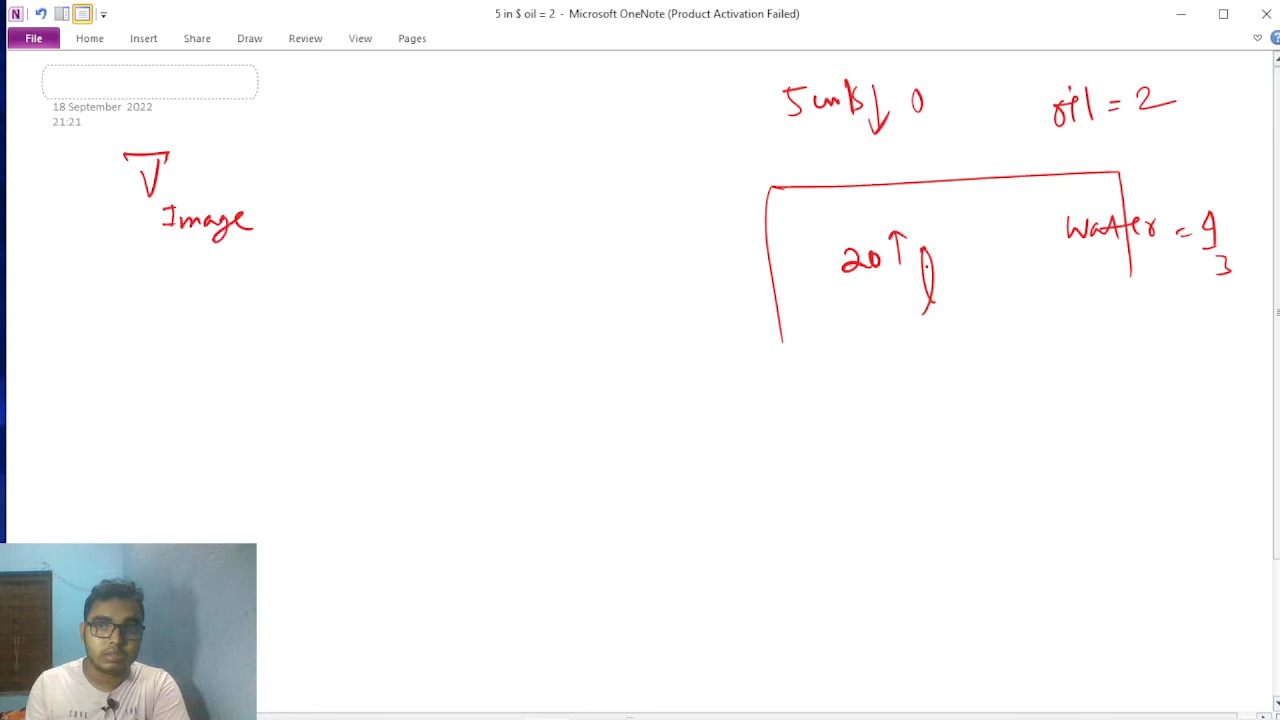 5 in $ oil = 2 - Microsoft OneNote (Product Activation Failed)
File Home Insert Share Draw Review View Pages
18 September 2022
21:21
V
Image
5 cm/s ↓ 0
oil = 2
20 ↑
Water = 4
3